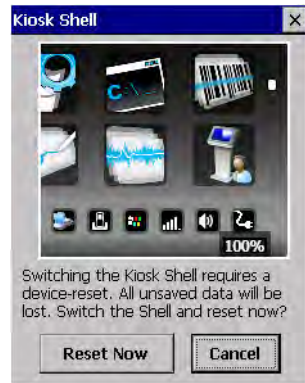 Kiosk Shell
C:\_
100%
Switching the Kiosk Shell requires a
device-reset. All unsaved data will be
lost. Switch the Shell and reset now?
Reset Now
Cancel